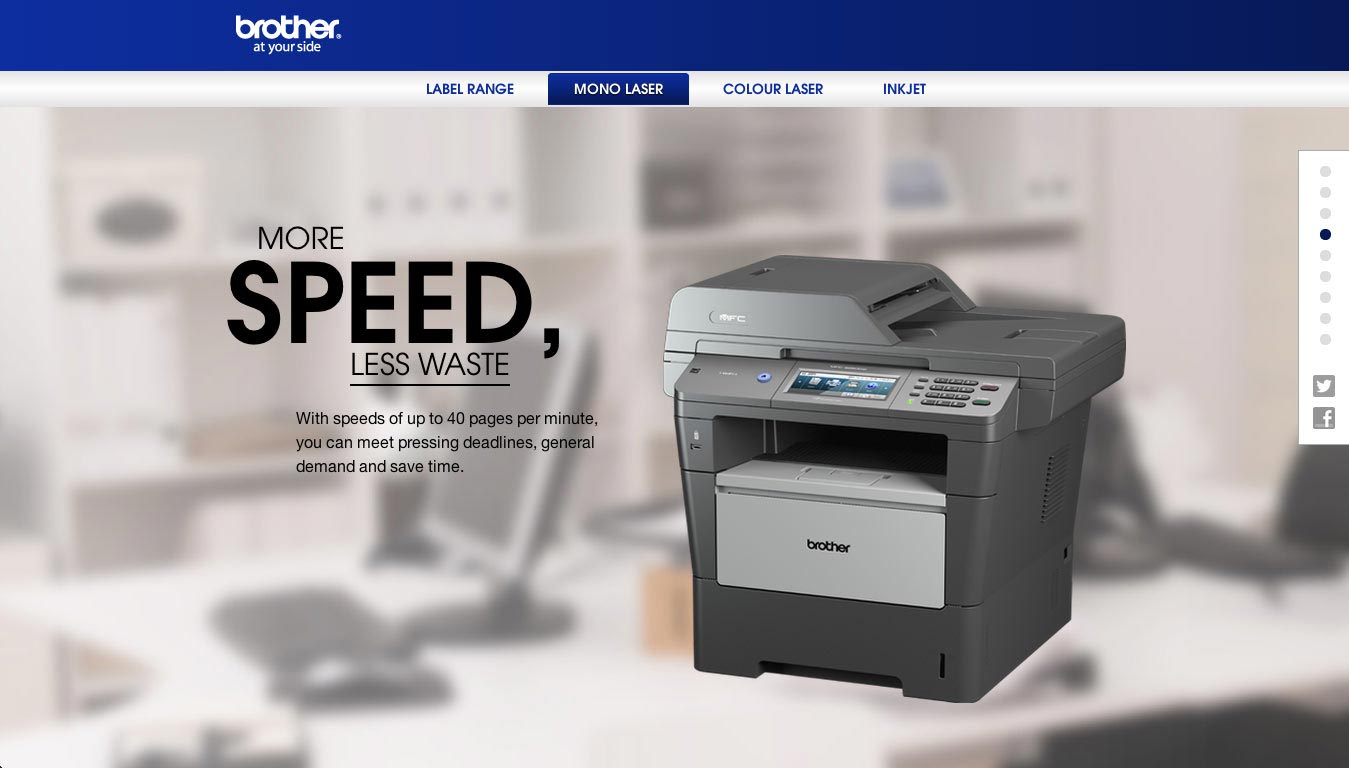 brother®
at your side
LABEL RANGE MONO LASER COLOUR LASER INKJET
MORE
SPEED,
LESS WASTE
With speeds of up to 40 pages per minute,
you can meet pressing deadlines, general
demand and save time.
MFC
brother